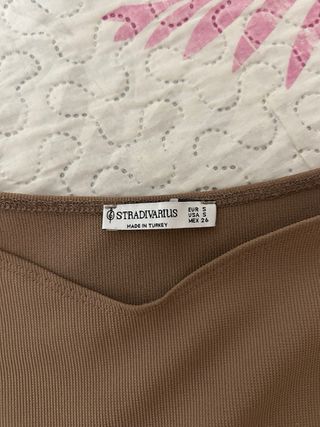 STRADIVARIUS
MADE IN TURKEY
EUR S
USA S
MEX 26